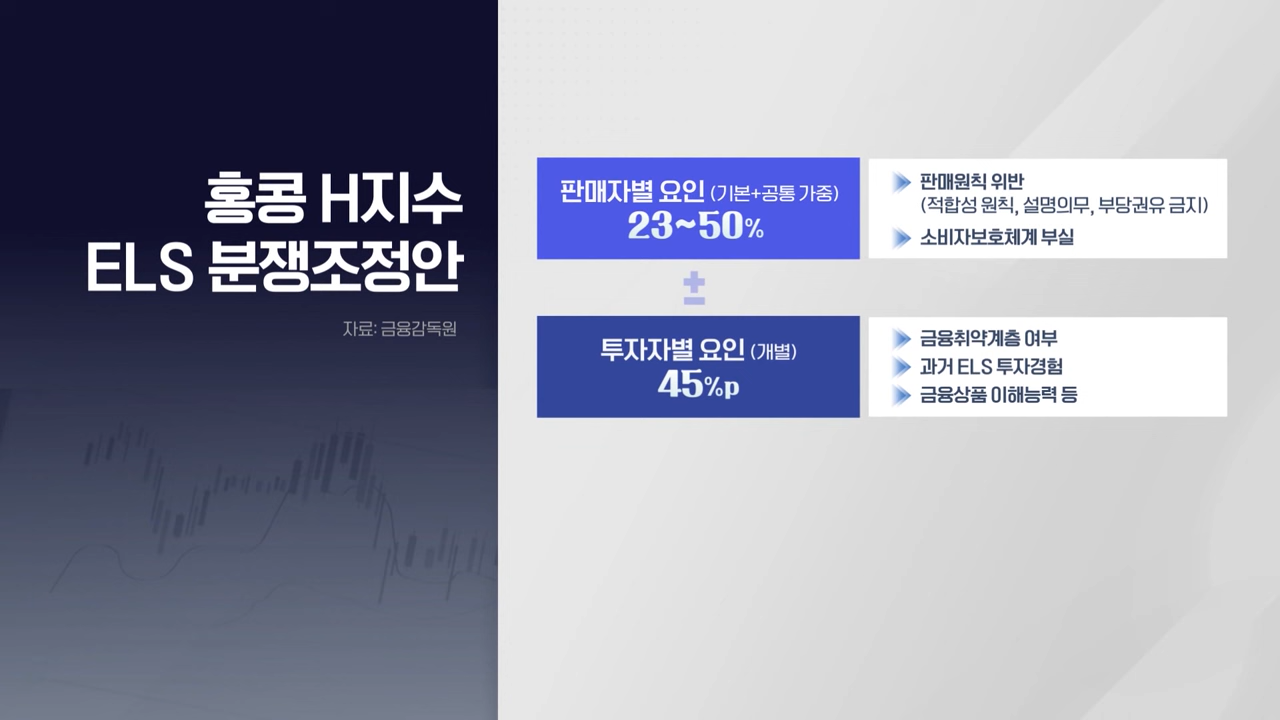 홍콩 H지수
ELS 분쟁조정안
자료: 금융감독원
판매자별 요인 (기본+공통 가중)
23~50%
판매원칙 위반
(적합성 원칙, 설명의무, 부당권유 금지)
소비자보호체계 부실
±
투자자별 요인 (개별)
45%p
금융취약계층 여부
과거 ELS 투자경험
금융상품 이해능력 등